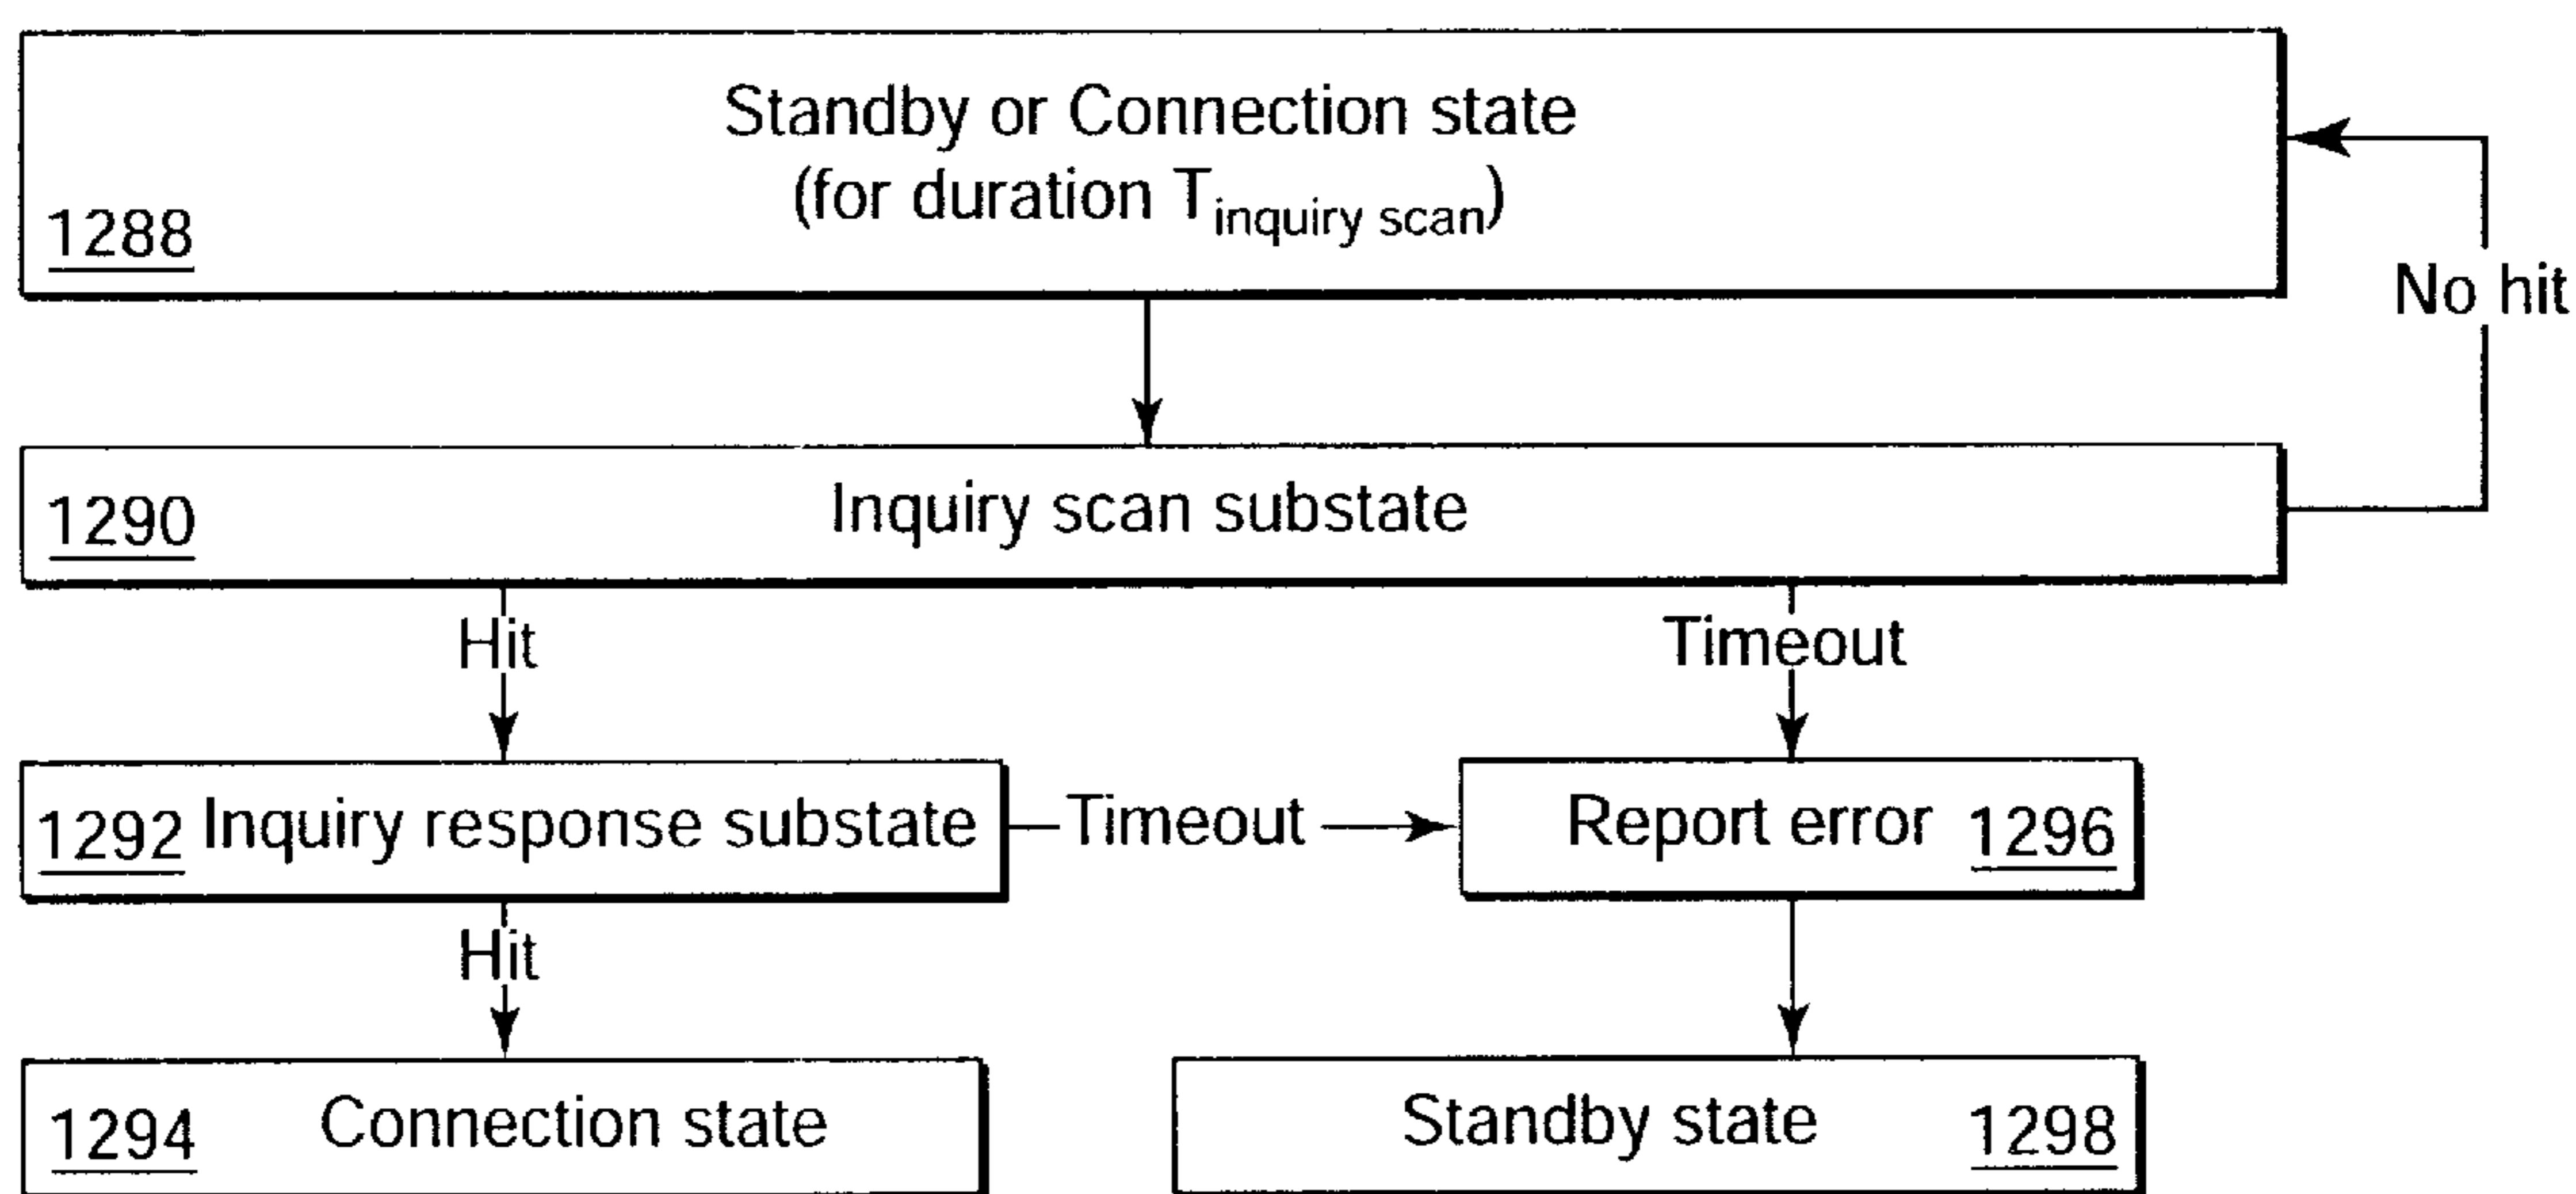 Standby or Connection state
(for duration Tinquiry scan)
1288
No hit
1290 Inquiry scan substate
Hit
Timeout
1292 Inquiry response substate
Timeout
Report error 1296
Hit
1294 Connection state
Standby state 1298